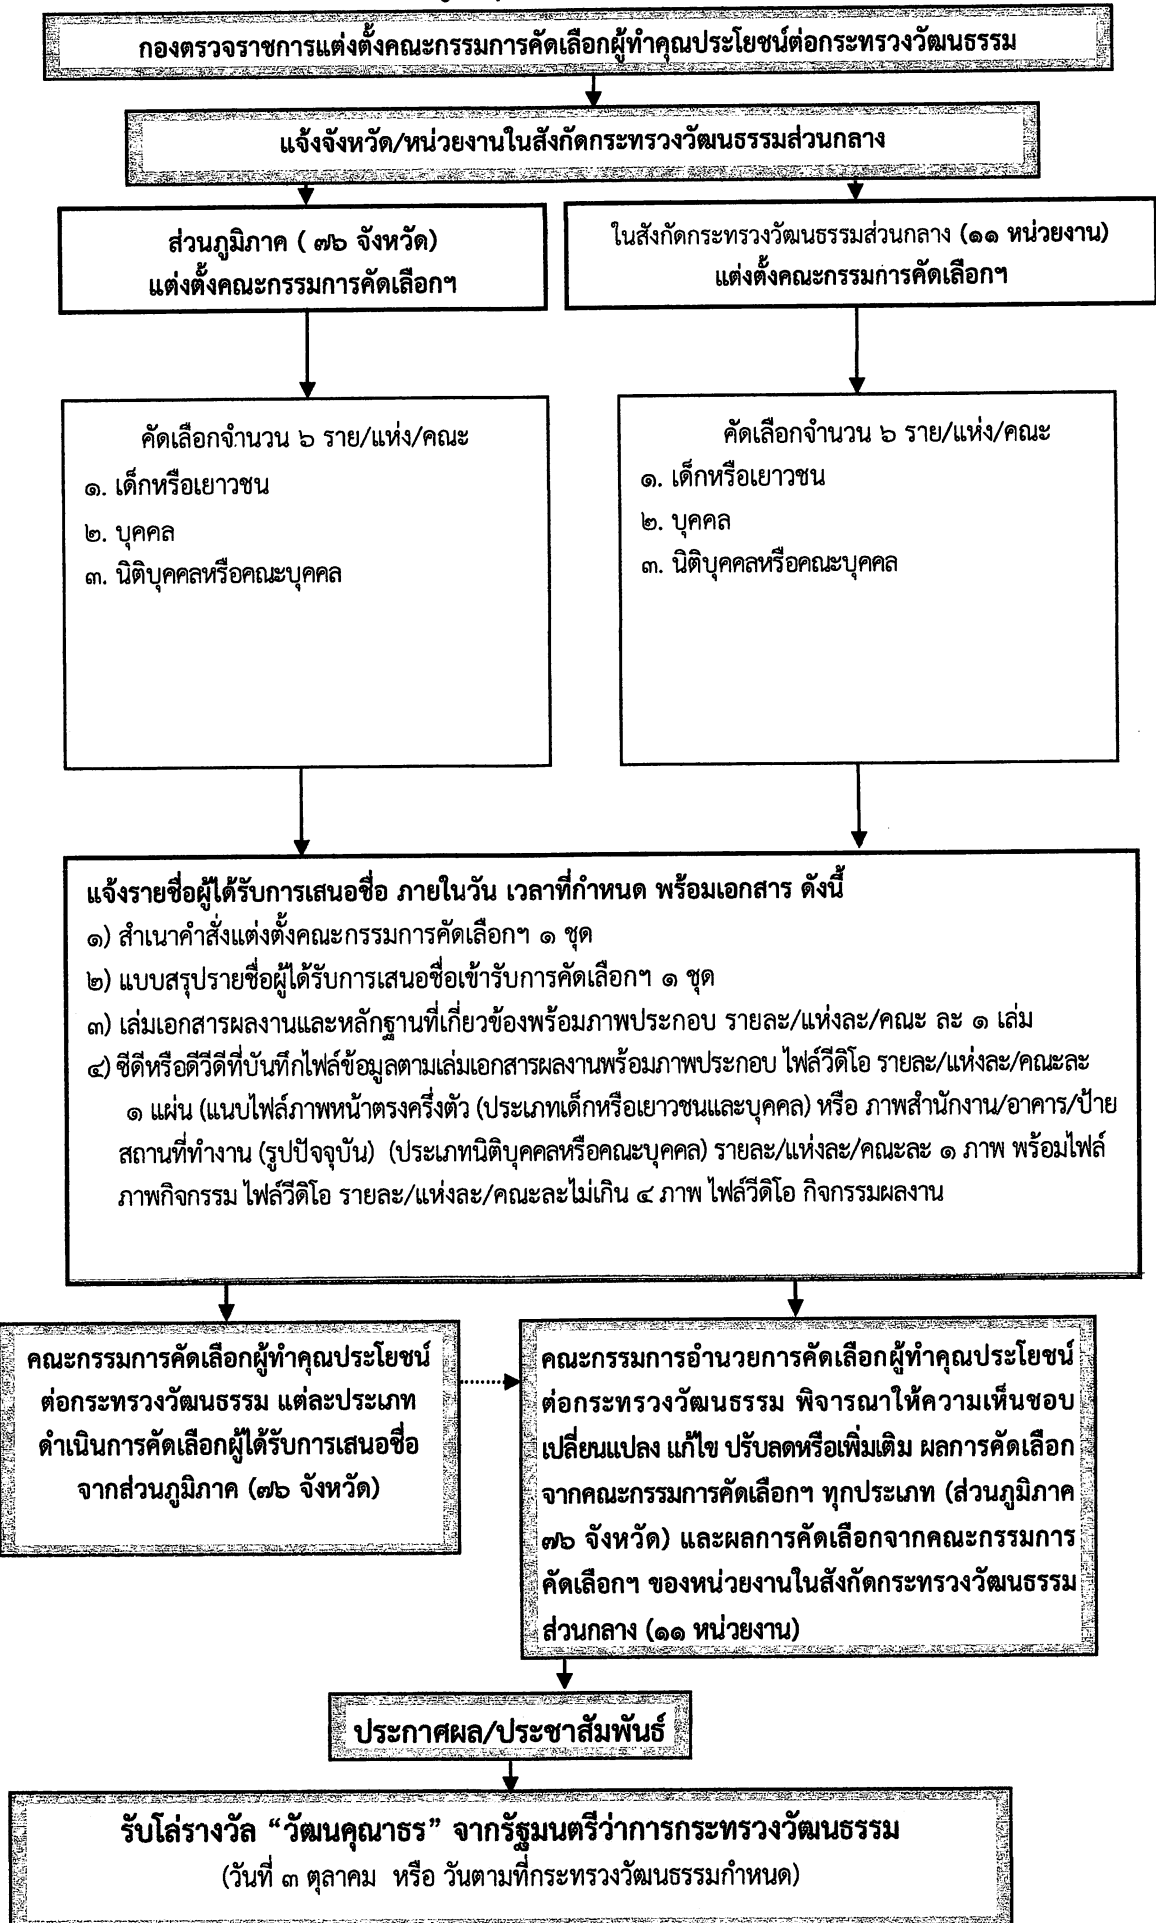 กองตรวจราชการแต่งตั้งคณะกรรมการคัดเลือกผู้ทำคุณประโยชน์ต่อกระทรวงวัฒนธรรม
แจ้งจังหวัด/หน่วยงานในสังกัดกระทรวงวัฒนธรรมส่วนกลาง
ส่วนภูมิภาค ( ๗๖ จังหวัด)
แต่งตั้งคณะกรรมการคัดเลือกฯ
ในสังกัดกระทรวงวัฒนธรรมส่วนกลาง (๑๑ หน่วยงาน)
แต่งตั้งคณะกรรมการคัดเลือกฯ
คัดเลือกจำนวน ๖ ราย/แห่ง/คณะ
๑. เด็กหรือเยาวชน
๒. บุคคล
๓. นิติบุคคลหรือคณะบุคคล
คัดเลือกจำนวน ๖ ราย/แห่ง/คณะ
๑. เด็กหรือเยาวชน
๒. บุคคล
๓. นิติบุคคลหรือคณะบุคคล
แจ้งรายชื่อผู้ได้รับการเสนอชื่อ ภายในวัน เวลาที่กำหนด พร้อมเอกสาร ดังนี้
๑) สำเนาคำสั่งแต่งตั้งคณะกรรมการคัดเลือกฯ ๑ ชุด
๒) แบบสรุปรายชื่อผู้ได้รับการเสนอชื่อเข้ารับการคัดเลือกฯ ๑ ชุด
๓) เล่มเอกสารผลงานและหลักฐานที่เกี่ยวข้องพร้อมภาพประกอบ รายละ/แห่งละ/คณะ ละ ๑ เล่ม
๔) ซีดีหรือดีวีดีที่บันทึกไฟล์ข้อมูลตามเล่มเอกสารผลงานพร้อมภาพประกอบ ไฟล์วีดิโอ รายละ/แห่งละ/คณะละ
๑ แผ่น (แนบไฟล์ภาพหน้าตรงครึ่งตัว (ประเภทเด็กหรือเยาวชนและบุคคล) หรือ ภาพสำนักงาน/อาคาร/ป้าย
สถานที่ทำงาน (รูปปัจจุบัน) (ประเภทนิติบุคคลหรือคณะบุคคล) รายละ/แห่งละ/คณะละ ๑ ภาพ พร้อมไฟล์
ภาพกิจกรรม ไฟล์วีดิโอ รายละ/แห่งละ/คณะละไม่เกิน ๔ ภาพ ไฟล์วีดิโอ กิจกรรมผลงาน
คณะกรรมการคัดเลือกผู้ทำคุณประโยชน์
ต่อกระทรวงวัฒนธรรม แต่ละประเภท
ดำเนินการคัดเลือกผู้ได้รับการเสนอชื่อ
จากส่วนภูมิภาค (๗๖ จังหวัด)
คณะกรรมการอำนวยการคัดเลือกผู้ทำคุณประโยชน์
ต่อกระทรวงวัฒนธรรม พิจารณาให้ความเห็นชอบ
เปลี่ยนแปลง แก้ไข ปรับลดหรือเพิ่มเติม ผลการคัดเลือก
จากคณะกรรมการคัดเลือกฯ ทุกประเภท (ส่วนภูมิภาค
๗๖ จังหวัด) และผลการคัดเลือกจากคณะกรรมการ
คัดเลือกฯ ของหน่วยงานในสังกัดกระทรวงวัฒนธรรม
ส่วนกลาง (๑๑ หน่วยงาน)
ประกาศผล/ประชาสัมพันธ์
รับโล่รางวัล “วัฒนคุณาธร” จากรัฐมนตรีว่าการกระทรวงวัฒนธรรม
(วันที่ ๓ ตุลาคม หรือ วันตามที่กระทรวงวัฒนธรรมกำหนด)